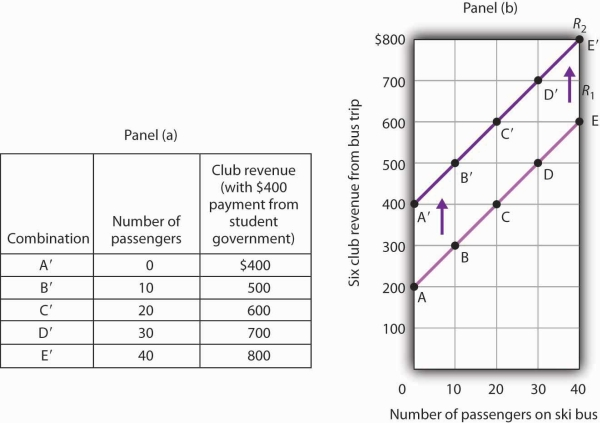 Panel (a)
Combination Number of passengers Club revenue (with $400 payment from student government)
A′ 0 $400
B′ 10 500
C′ 20 600
D′ 30 700
E′ 40 800
Panel (b)
Six club revenue from bus trip
$800
700
600
500
400
300
200
100
0 10 20 30 40
Number of passengers on ski bus
R2
E′
D′
R1
E
C′
B′
D
A′
C
B
A